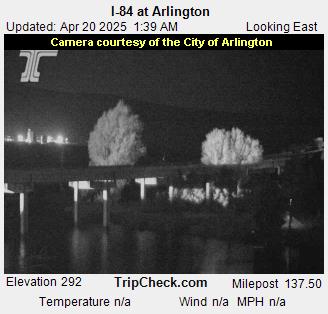 I-84 at Arlington
Updated: Apr 20 2025 1:39 AM Looking East
Camera courtesy of the City of Arlington
Elevation 292 TripCheck.com Milepost 137.50
Temperature n/a Wind n/a MPH n/a